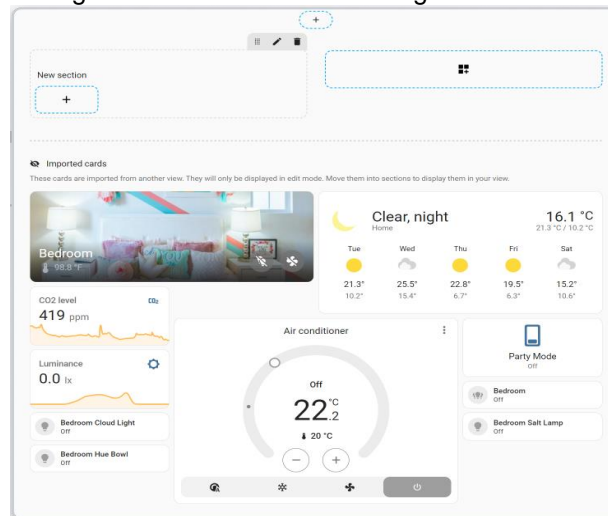 New section
+
Imported cards
These cards are imported from another view. They will only be displayed in edit mode. Move them into sections to display them in your view.
Bedroom
98.8 °F
Clear, night
Home
16.1 °C
21.3 °C / 10.2 °C
Tue Wed Thu Fri Sat
21.3° 25.5° 22.8° 19.5° 15.2°
10.2° 15.4° 6.7° 6.3° 10.6°
CO2 level
CO₂
419 ppm
Luminance
0.0 lx
Bedroom Cloud Light
Off
Bedroom Hue Bowl
Off
Air conditioner
Off
22.2 °C
20 °C
Party Mode
Off
Bedroom
Off
Bedroom Salt Lamp
Off